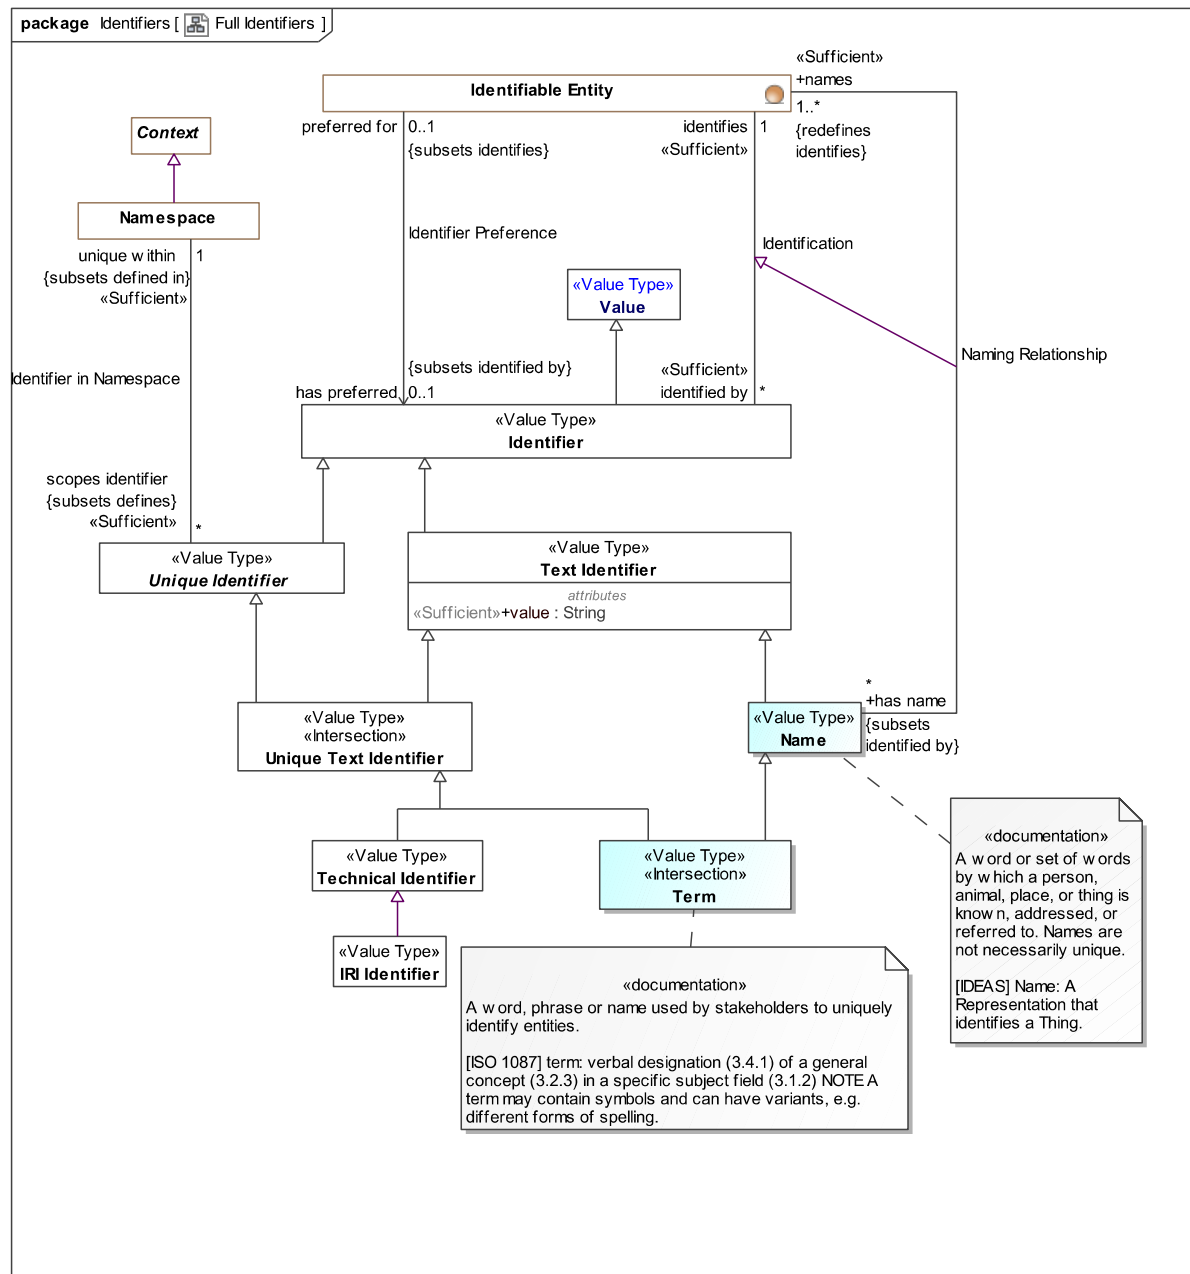 package Identifiers [ Full Identifiers ]
«Sufficient»
+names
1..*
{redefines
identifies}
Identifiable Entity
preferred for 0..1
{subsets identifies}
identifies 1
«Sufficient»
Context
Namespace
unique within 1
{subsets defined in}
«Sufficient»
Identifier Preference
Identification
«Value Type»
Value
Naming Relationship
Identifier in Namespace
{subsets identified by}
has preferred 0..1
«Sufficient»
identified by *
«Value Type»
Identifier
scopes identifier
{subsets defines}
«Sufficient» *
«Value Type»
Unique Identifier
«Value Type»
Text Identifier
attributes
«Sufficient»+value : String
*
+has name
{subsets
identified by}
«Value Type»
«Intersection»
Unique Text Identifier
«Value Type»
Name
«Value Type»
Technical Identifier
«Value Type»
«Intersection»
Term
«Value Type»
IRI Identifier
«documentation»
A word or set of words
by which a person,
animal, place, or thing is
known, addressed, or
referred to. Names are
not necessarily unique.
[IDEAS] Name: A
Representation that
identifies a Thing.
«documentation»
A word, phrase or name used by stakeholders to uniquely
identify entities.
[ISO 1087] term: verbal designation (3.4.1) of a general
concept (3.2.3) in a specific subject field (3.1.2) NOTE A
term may contain symbols and can have variants, e.g.
different forms of spelling.